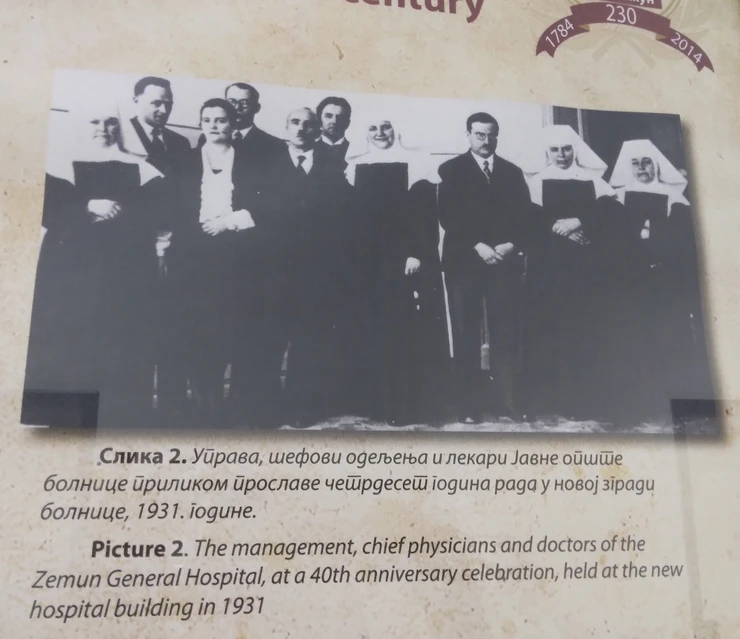 century
230
1784
2014
Слика 2. Управа, шефови одељења и лекари Јавне опште
болнице приликом прославе четрдесет година рада у новој згради
болнице, 1931. године.
Picture 2. The management, chief physicians and doctors of the
Zemun General Hospital, at a 40th anniversary celebration, held at the new
hospital building in 1931